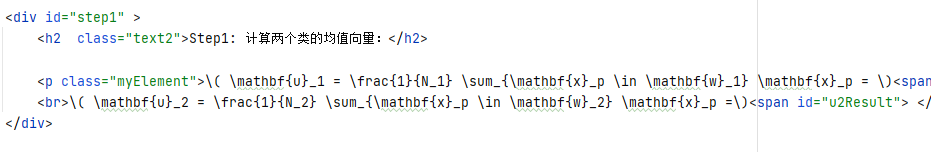 <div id="step1" >
<h2  class="text2">Step1: 计算两个类的均值向量：</h2>
<p class="myElement">\( \mathbf{u}_1 = \frac{1}{N_1} \sum_{\mathbf{x}_p \in \mathbf{w}_1} \mathbf{x}_p = \)<span
<br>\( \mathbf{u}_2 = \frac{1}{N_2} \sum_{\mathbf{x}_p \in \mathbf{w}_2} \mathbf{x}_p =\)<span id="u2Result"> </
</div>